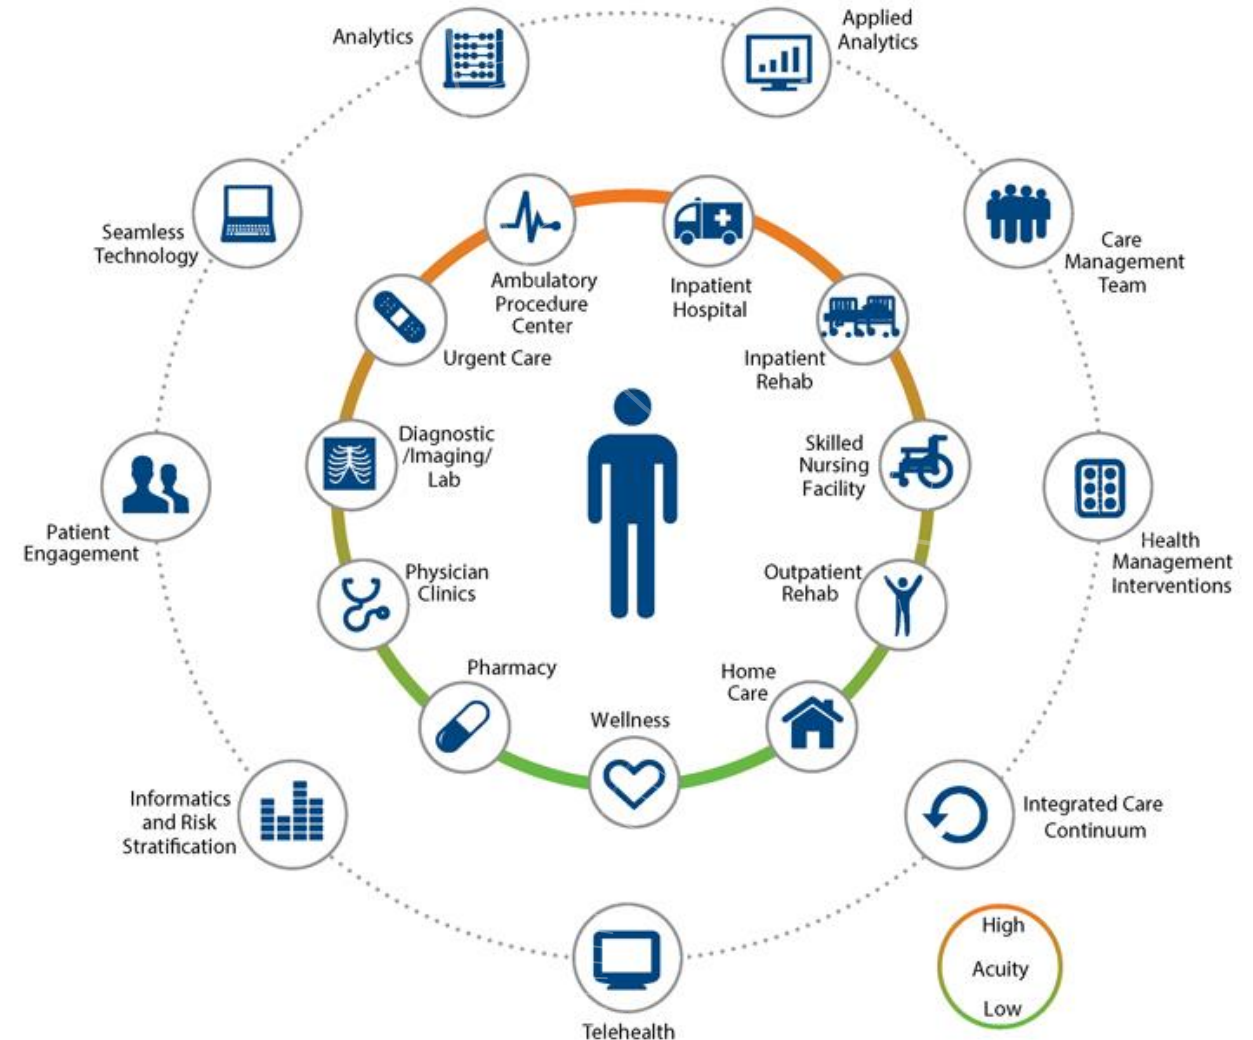 Analytics
Applied
Analytics
Seamless
Technology
Care
Management
Team
Ambulatory
Procedure
Center
Inpatient
Hospital
Urgent Care
Inpatient
Rehab
Diagnostic
/Imaging/
Lab
Skilled
Nursing
Facility
Patient
Engagement
Health
Management
Interventions
Physician
Clinics
Outpatient
Rehab
Pharmacy
Home
Care
Wellness
Informatics
and Risk
Stratification
Integrated Care
Continuum
High
Acuity
Low
Telehealth